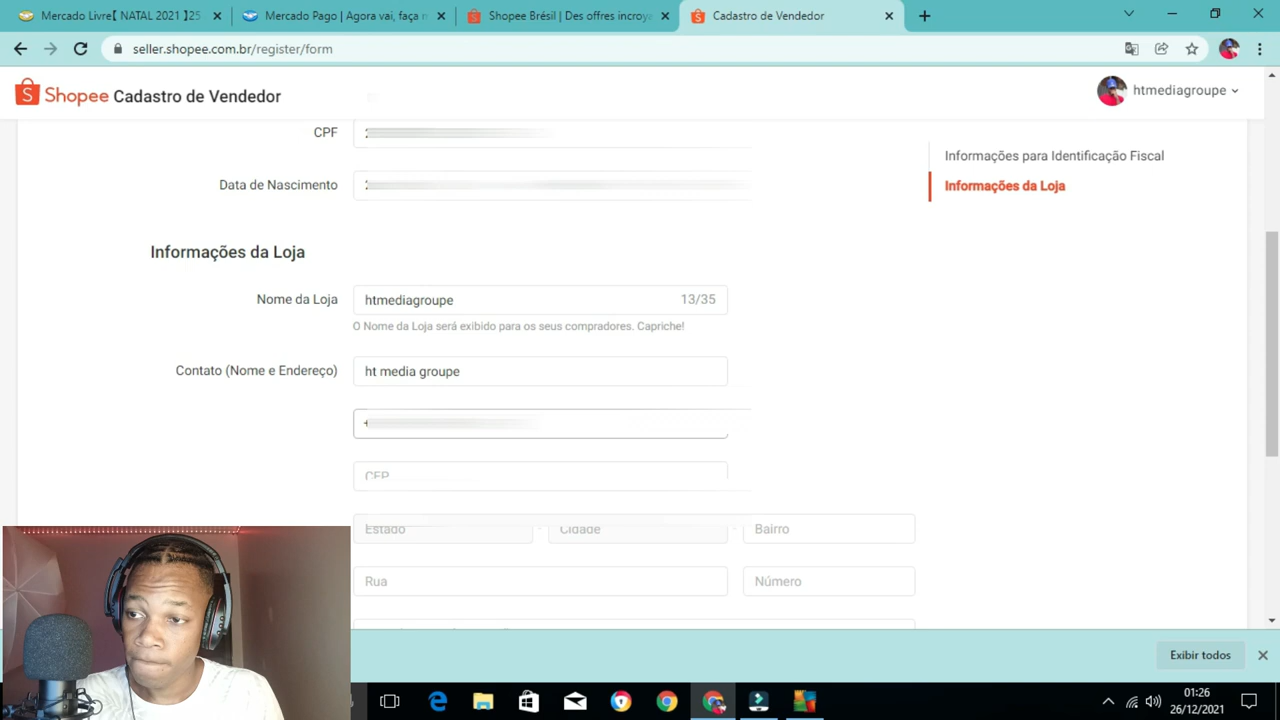 Mercado Livre【 NATAL 2021 】25
Mercado Pago | Agora vai, faça n
Shopee Brésil | Des offres incroya
Cadastro de Vendedor
seller.shopee.com.br/register/form
Shopee Cadastro de Vendedor
htmediagroupe
CPF
Data de Nascimento
Informações para Identificação Fiscal
Informações da Loja
Informações da Loja
Nome da Loja
htmediagroupe
13/35
O Nome da Loja será exibido para os seus compradores. Capriche!
Contato (Nome e Endereço)
ht media groupe
CEP
Estado
Cidade
Bairro
Rua
Número
Exibir todos
01:26
26/12/2021